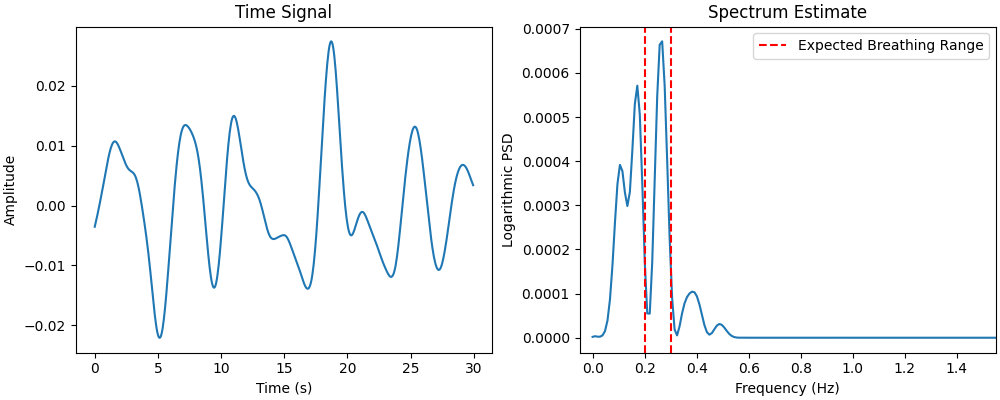 Time Signal
Amplitude
0.02
0.01
0.00
−0.01
−0.02
0 5 10 15 20 25 30
Time (s)
Spectrum Estimate
Expected Breathing Range
Logarithmic PSD
0.0007
0.0006
0.0005
0.0004
0.0003
0.0002
0.0001
0.0000
0.0 0.2 0.4 0.6 0.8 1.0 1.2 1.4
Frequency (Hz)